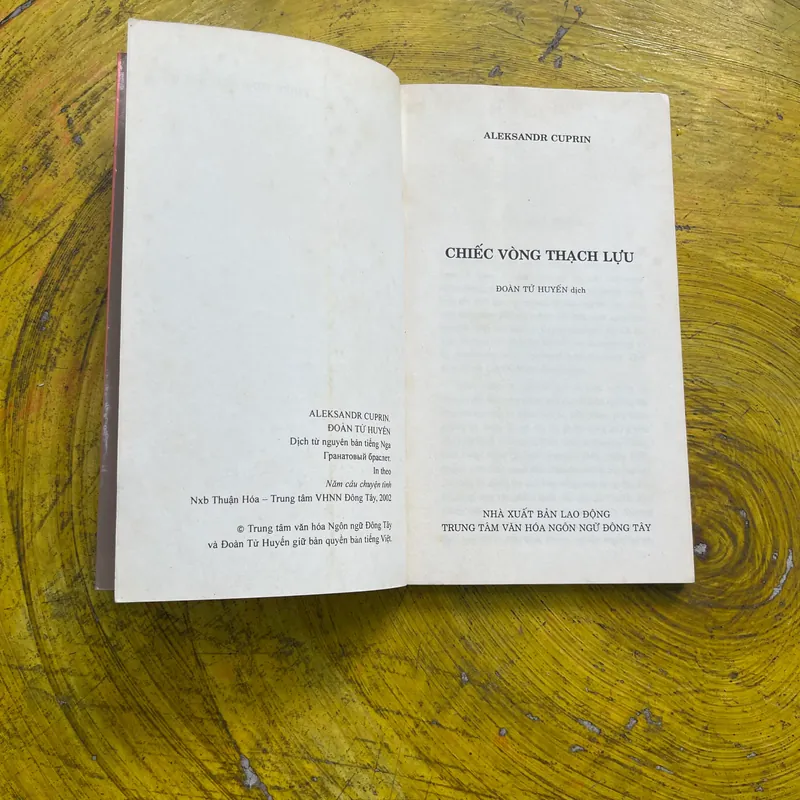 ALEKSANDR CUPRIN,
ĐOÀN TỬ HUYẾN
Dịch từ nguyên bản tiếng Nga
Гранатовый браслет,
In theo
Năm câu chuyện tình
Nxb Thuận Hóa – Trung tâm VHNN Đông Tây, 2002
© Trung tâm văn hóa Ngôn ngữ Đông Tây
và Đoàn Tử Huyến giữ bản quyền bản tiếng Việt.
ALEKSANDR CUPRIN
CHIẾC VÒNG THẠCH LỰU
ĐOÀN TỬ HUYẾN dịch
NHÀ XUẤT BẢN LAO ĐỘNG
TRUNG TÂM VĂN HÓA NGÔN NGỮ ĐÔNG TÂY